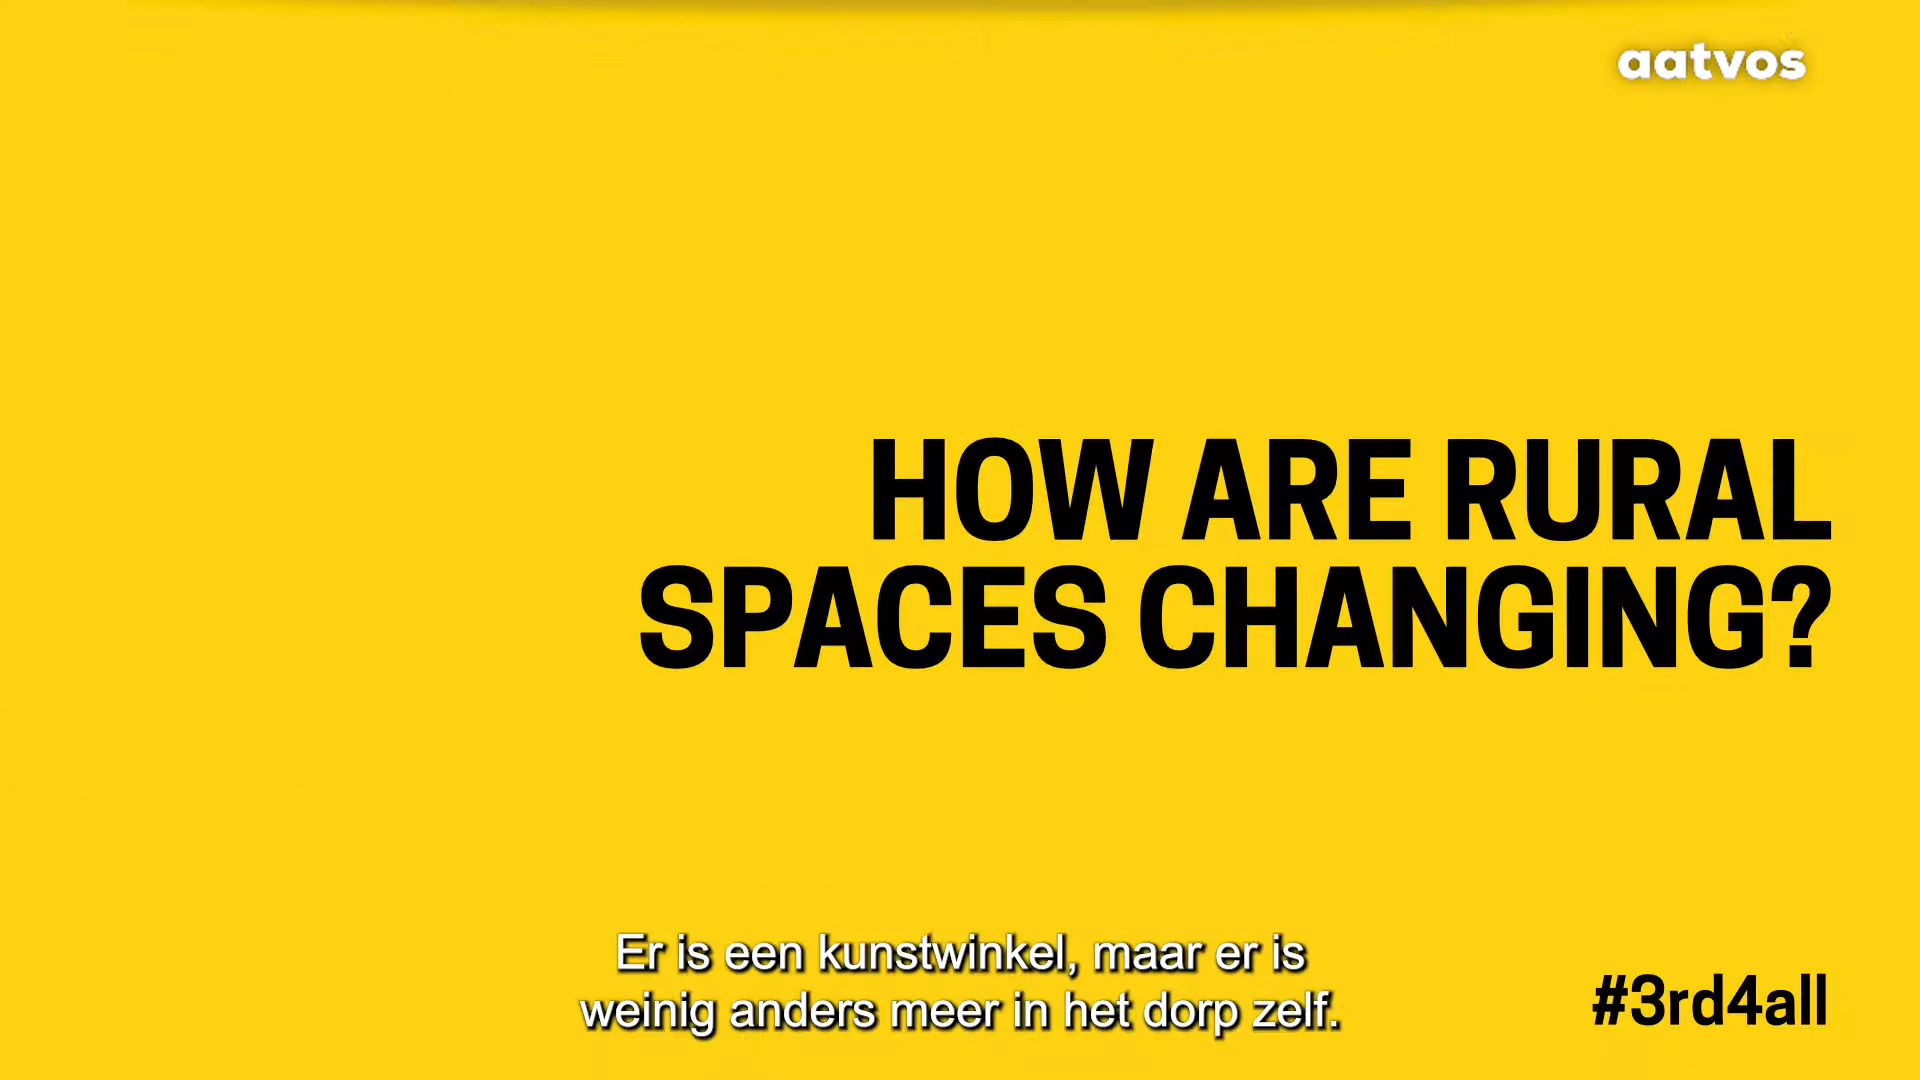 aatvos
HOW ARE RURAL
SPACES CHANGING?
Er is een kunstwinkel, maar er is
weinig anders meer in het dorp zelf.
#3rd4all